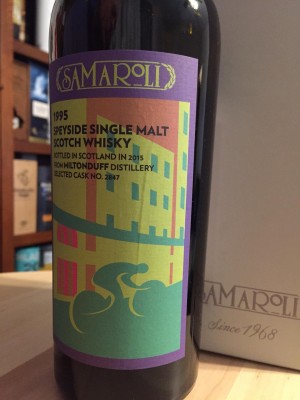 SAMAROLI
1995
SPEYSIDE SINGLE MALT
SCOTCH WHISKY
BOTTLED IN SCOTLAND IN 2015
FROM MILTONDUFF DISTILLERY
SELECTED CASK NO. 2847
SAMAROLI
Since 1968